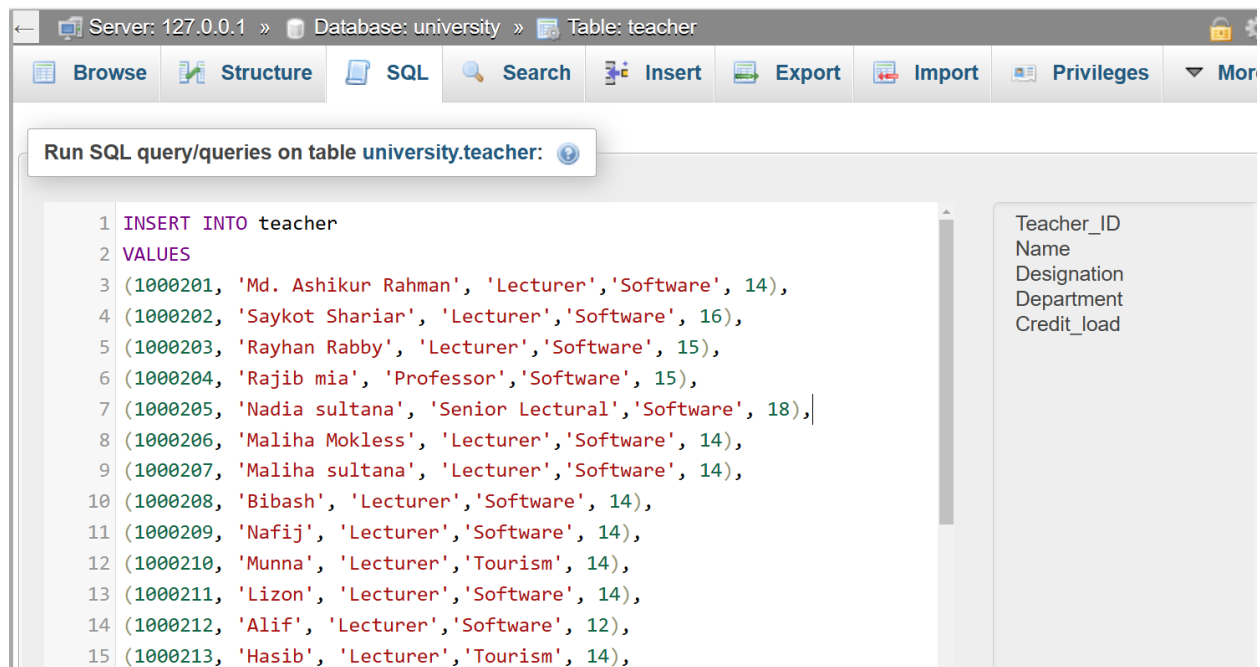 Server: 127.0.0.1 » Database: university » Table: teacher
Browse Structure SQL Search Insert Export Import Privileges Mor
Run SQL query/queries on table university.teacher:
1 INSERT INTO teacher
2 VALUES
3 (1000201, 'Md. Ashikur Rahman', 'Lecturer','Software', 14),
4 (1000202, 'Saykot Shariar', 'Lecturer','Software', 16),
5 (1000203, 'Rayhan Rabby', 'Lecturer','Software', 15),
6 (1000204, 'Rajib mia', 'Professor','Software', 15),
7 (1000205, 'Nadia sultana', 'Senior Lectural','Software', 18),
8 (1000206, 'Maliha Mokless', 'Lecturer','Software', 14),
9 (1000207, 'Maliha sultana', 'Lecturer','Software', 14),
10 (1000208, 'Bibash', 'Lecturer','Software', 14),
11 (1000209, 'Nafij', 'Lecturer','Software', 14),
12 (1000210, 'Munna', 'Lecturer','Tourism', 14),
13 (1000211, 'Lizon', 'Lecturer','Software', 14),
14 (1000212, 'Alif', 'Lecturer','Software', 12),
15 (1000213, 'Hasib', 'Lecturer','Tourism', 14),
Teacher_ID
Name
Designation
Department
Credit_load